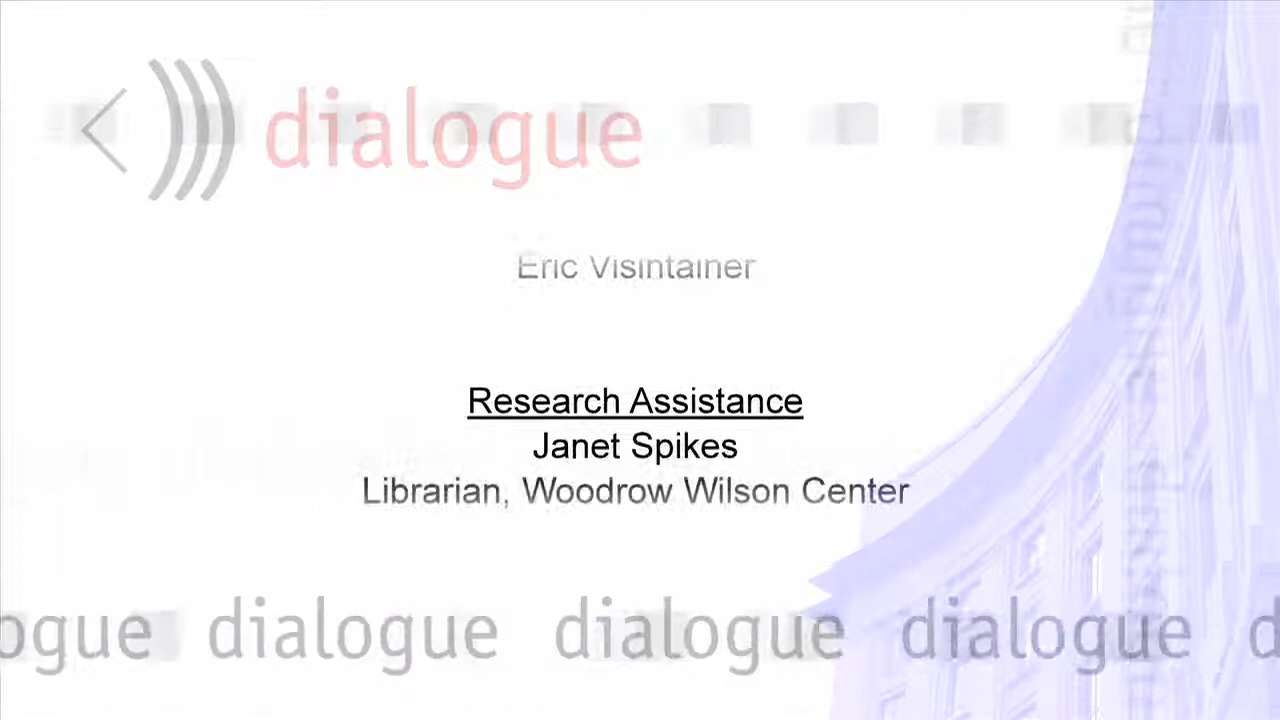 dialogue
Eric Visintainer
Research Assistance
Janet Spikes
Librarian, Woodrow Wilson Center
ogue dialogue dialogue dialogue d